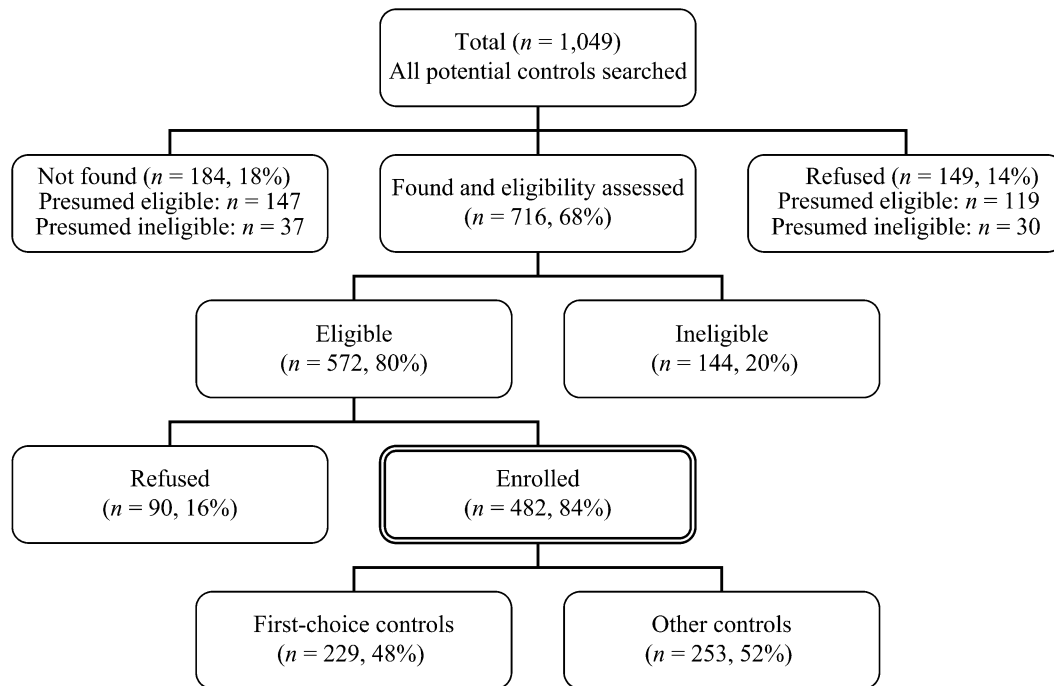 Total (n = 1,049)
All potential controls searched
Not found (n = 184, 18%)
Presumed eligible: n = 147
Presumed ineligible: n = 37
Found and eligibility assessed
(n = 716, 68%)
Refused (n = 149, 14%)
Presumed eligible: n = 119
Presumed ineligible: n = 30
Eligible
(n = 572, 80%)
Ineligible
(n = 144, 20%)
Refused
(n = 90, 16%)
Enrolled
(n = 482, 84%)
First-choice controls
(n = 229, 48%)
Other controls
(n = 253, 52%)